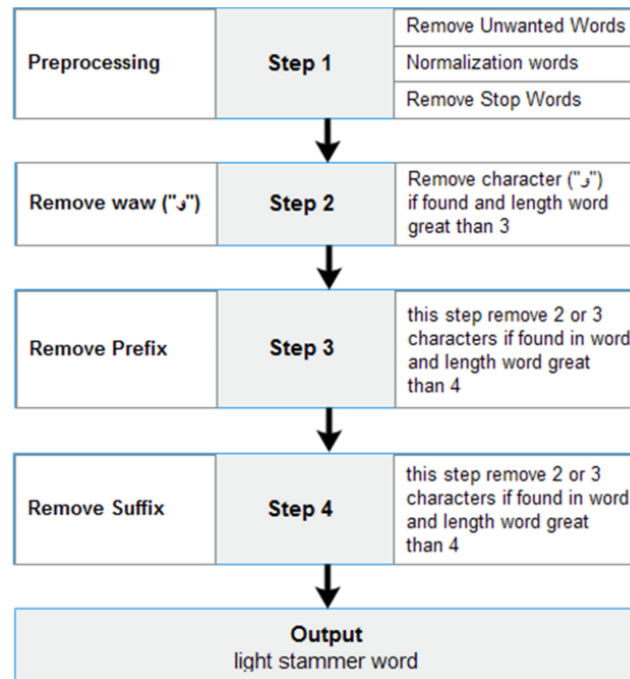 Preprocessing
Step 1
Remove Unwanted Words
Normalization words
Remove Stop Words
Remove waw ("و")
Step 2
Remove character ("و")
if found and length word
great than 3
Remove Prefix
Step 3
this step remove 2 or 3
characters if found in word
and length word great
than 4
Remove Suffix
Step 4
this step remove 2 or 3
characters if found in word
and length word great
than 4
Output
light stammer word